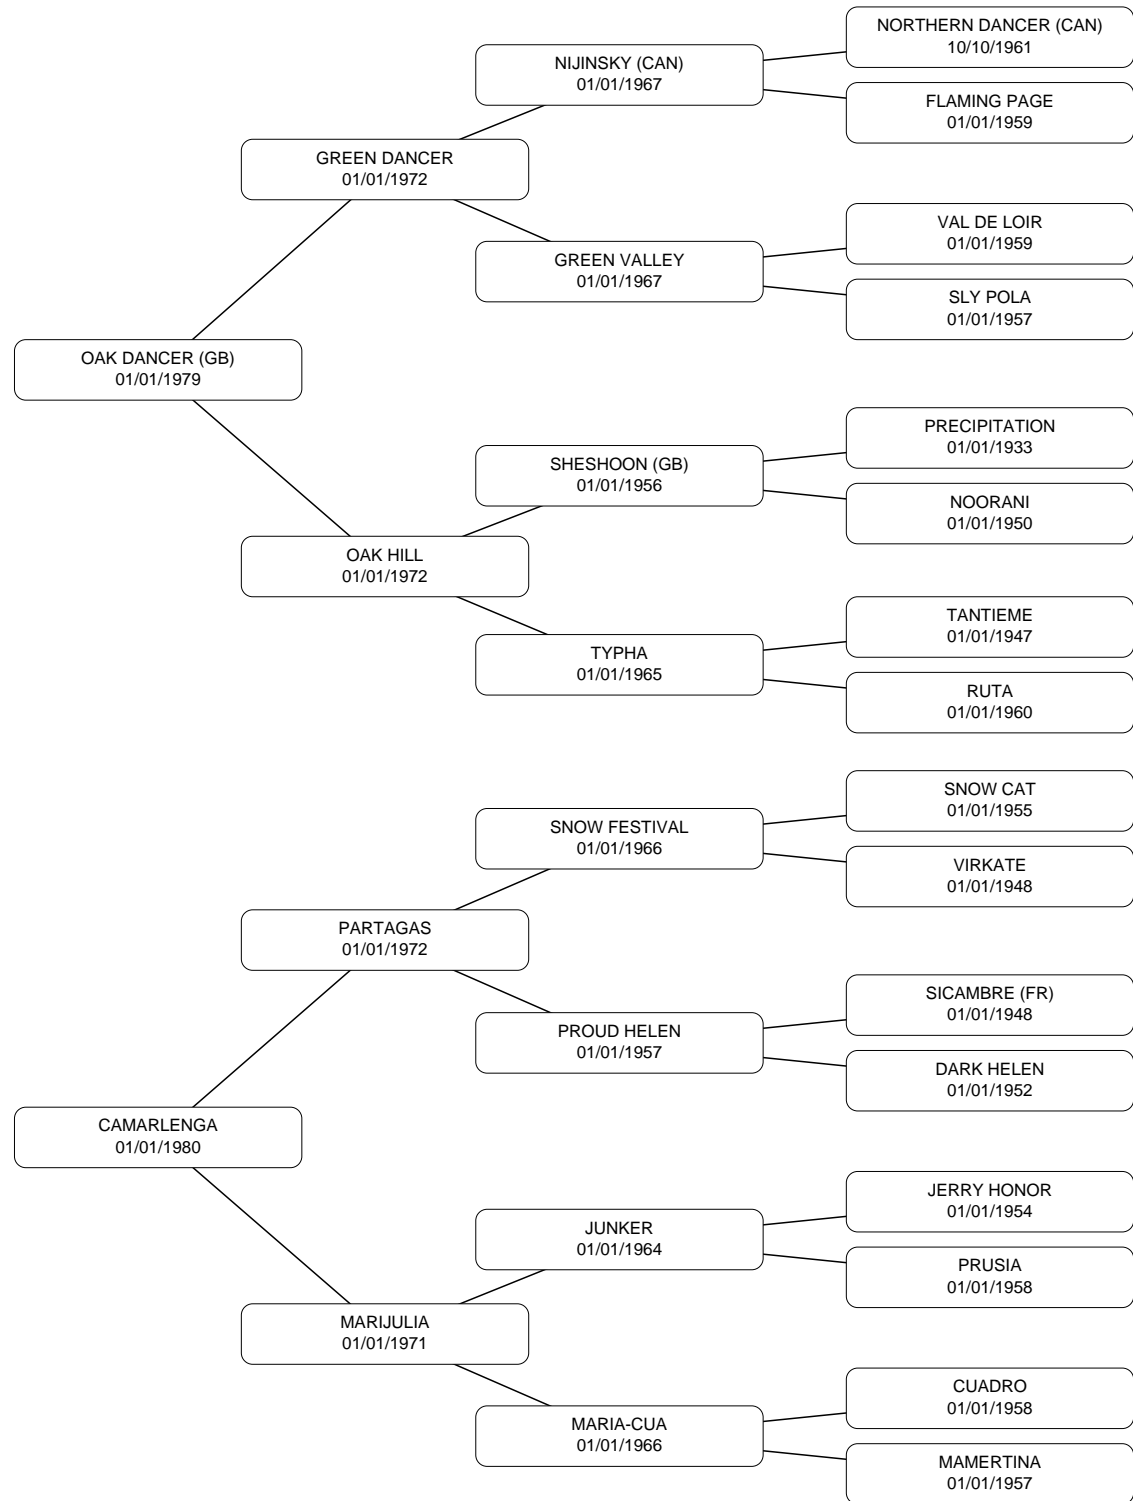 NORTHERN DANCER (CAN)
10/10/1961
NIJINSKY (CAN)
01/01/1967
FLAMING PAGE
01/01/1959
GREEN DANCER
01/01/1972
VAL DE LOIR
01/01/1959
GREEN VALLEY
01/01/1967
SLY POLA
01/01/1957
OAK DANCER (GB)
01/01/1979
PRECIPITATION
01/01/1933
SHESHOON (GB)
01/01/1956
NOORANI
01/01/1950
OAK HILL
01/01/1972
TANTIEME
01/01/1947
TYPHA
01/01/1965
RUTA
01/01/1960
SNOW CAT
01/01/1955
SNOW FESTIVAL
01/01/1966
VIRKATE
01/01/1948
PARTAGAS
01/01/1972
SICAMBRE (FR)
01/01/1948
PROUD HELEN
01/01/1957
DARK HELEN
01/01/1952
CAMARLENGA
01/01/1980
JERRY HONOR
01/01/1954
JUNKER
01/01/1964
PRUSIA
01/01/1958
MARIJULIA
01/01/1971
CUADRO
01/01/1958
MARIA-CUA
01/01/1966
MAMERTINA
01/01/1957